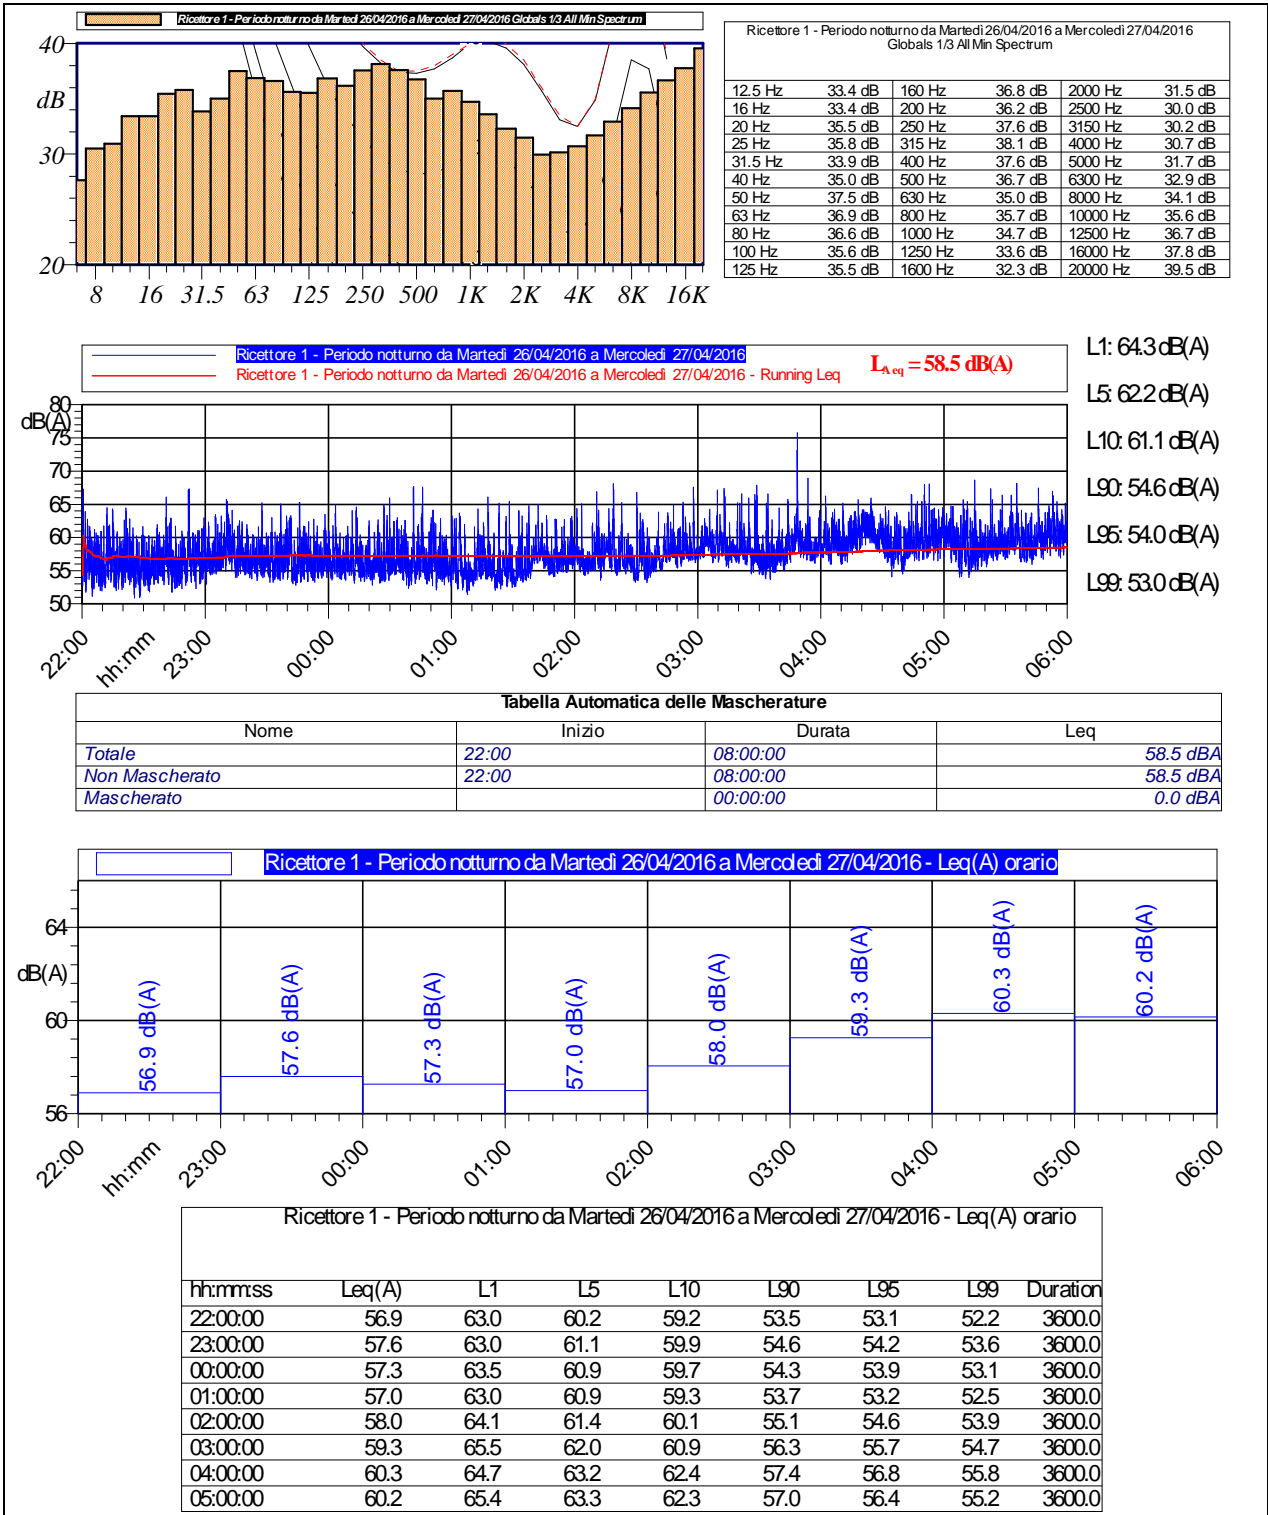 Ricettore 1 - Periodo notturno da Martedì 26/04/2016 a Mercoledì 27/04/2016 Globals 1/3 All Min Spectrum
40
dB
30
20
8 16 31.5 63 125 250 500 1K 2K 4K 8K 16K
Ricettore 1 - Periodo notturno da Martedì 26/04/2016 a Mercoledì 27/04/2016
Globals 1/3 All Min Spectrum
12.5 Hz 33.4 dB 160 Hz 36.8 dB 2000 Hz 31.5 dB
16 Hz 33.4 dB 200 Hz 36.2 dB 2500 Hz 30.0 dB
20 Hz 35.5 dB 250 Hz 37.6 dB 3150 Hz 30.2 dB
25 Hz 35.8 dB 315 Hz 38.1 dB 4000 Hz 30.7 dB
31.5 Hz 33.9 dB 400 Hz 37.6 dB 5000 Hz 31.7 dB
40 Hz 35.0 dB 500 Hz 36.7 dB 6300 Hz 32.9 dB
50 Hz 37.5 dB 630 Hz 35.0 dB 8000 Hz 34.1 dB
63 Hz 36.9 dB 800 Hz 35.7 dB 10000 Hz 35.6 dB
80 Hz 36.6 dB 1000 Hz 34.7 dB 12500 Hz 36.7 dB
100 Hz 35.6 dB 1250 Hz 33.6 dB 16000 Hz 37.8 dB
125 Hz 35.5 dB 1600 Hz 32.3 dB 20000 Hz 39.5 dB
Ricettore 1 - Periodo notturno da Martedì 26/04/2016 a Mercoledì 27/04/2016
Ricettore 1 - Periodo notturno da Martedì 26/04/2016 a Mercoledì 27/04/2016 - Running Leq
LAeq = 58.5 dB(A)
80
dB(A)
75
70
65
60
55
50
22:00 hh:mm 23:00 00:00 01:00 02:00 03:00 04:00 05:00 06:00
L1: 64.3 dB(A)
L5: 62.2 dB(A)
L10: 61.1 dB(A)
L90: 54.6 dB(A)
L95: 54.0 dB(A)
L99: 53.0 dB(A)
Tabella Automatica delle Mascherature
Nome Inizio Durata Leq
Totale 22:00 08:00:00 58.5 dBA
Non Mascherato 22:00 08:00:00 58.5 dBA
Mascherato 00:00:00 0.0 dBA
Ricettore 1 - Periodo notturno da Martedì 26/04/2016 a Mercoledì 27/04/2016 - Leq(A) orario
64
dB(A)
60
56
56.9 dB(A) 57.6 dB(A) 57.3 dB(A) 57.0 dB(A) 58.0 dB(A) 59.3 dB(A) 60.3 dB(A) 60.2 dB(A)
22:00 hh:mm 23:00 00:00 01:00 02:00 03:00 04:00 05:00 06:00
Ricettore 1 - Periodo notturno da Martedì 26/04/2016 a Mercoledì 27/04/2016 - Leq(A) orario
hh:mm:ss Leq(A) L1 L5 L10 L90 L95 L99 Duration
22:00:00 56.9 63.0 60.2 59.2 53.5 53.1 52.2 3600.0
23:00:00 57.6 63.0 61.1 59.9 54.6 54.2 53.6 3600.0
00:00:00 57.3 63.5 60.9 59.7 54.3 53.9 53.1 3600.0
01:00:00 57.0 63.0 60.9 59.3 53.7 53.2 52.5 3600.0
02:00:00 58.0 64.1 61.4 60.1 55.1 54.6 53.9 3600.0
03:00:00 59.3 65.5 62.0 60.9 56.3 55.7 54.7 3600.0
04:00:00 60.3 64.7 63.2 62.4 57.4 56.8 55.8 3600.0
05:00:00 60.2 65.4 63.3 62.3 57.0 56.4 55.2 3600.0